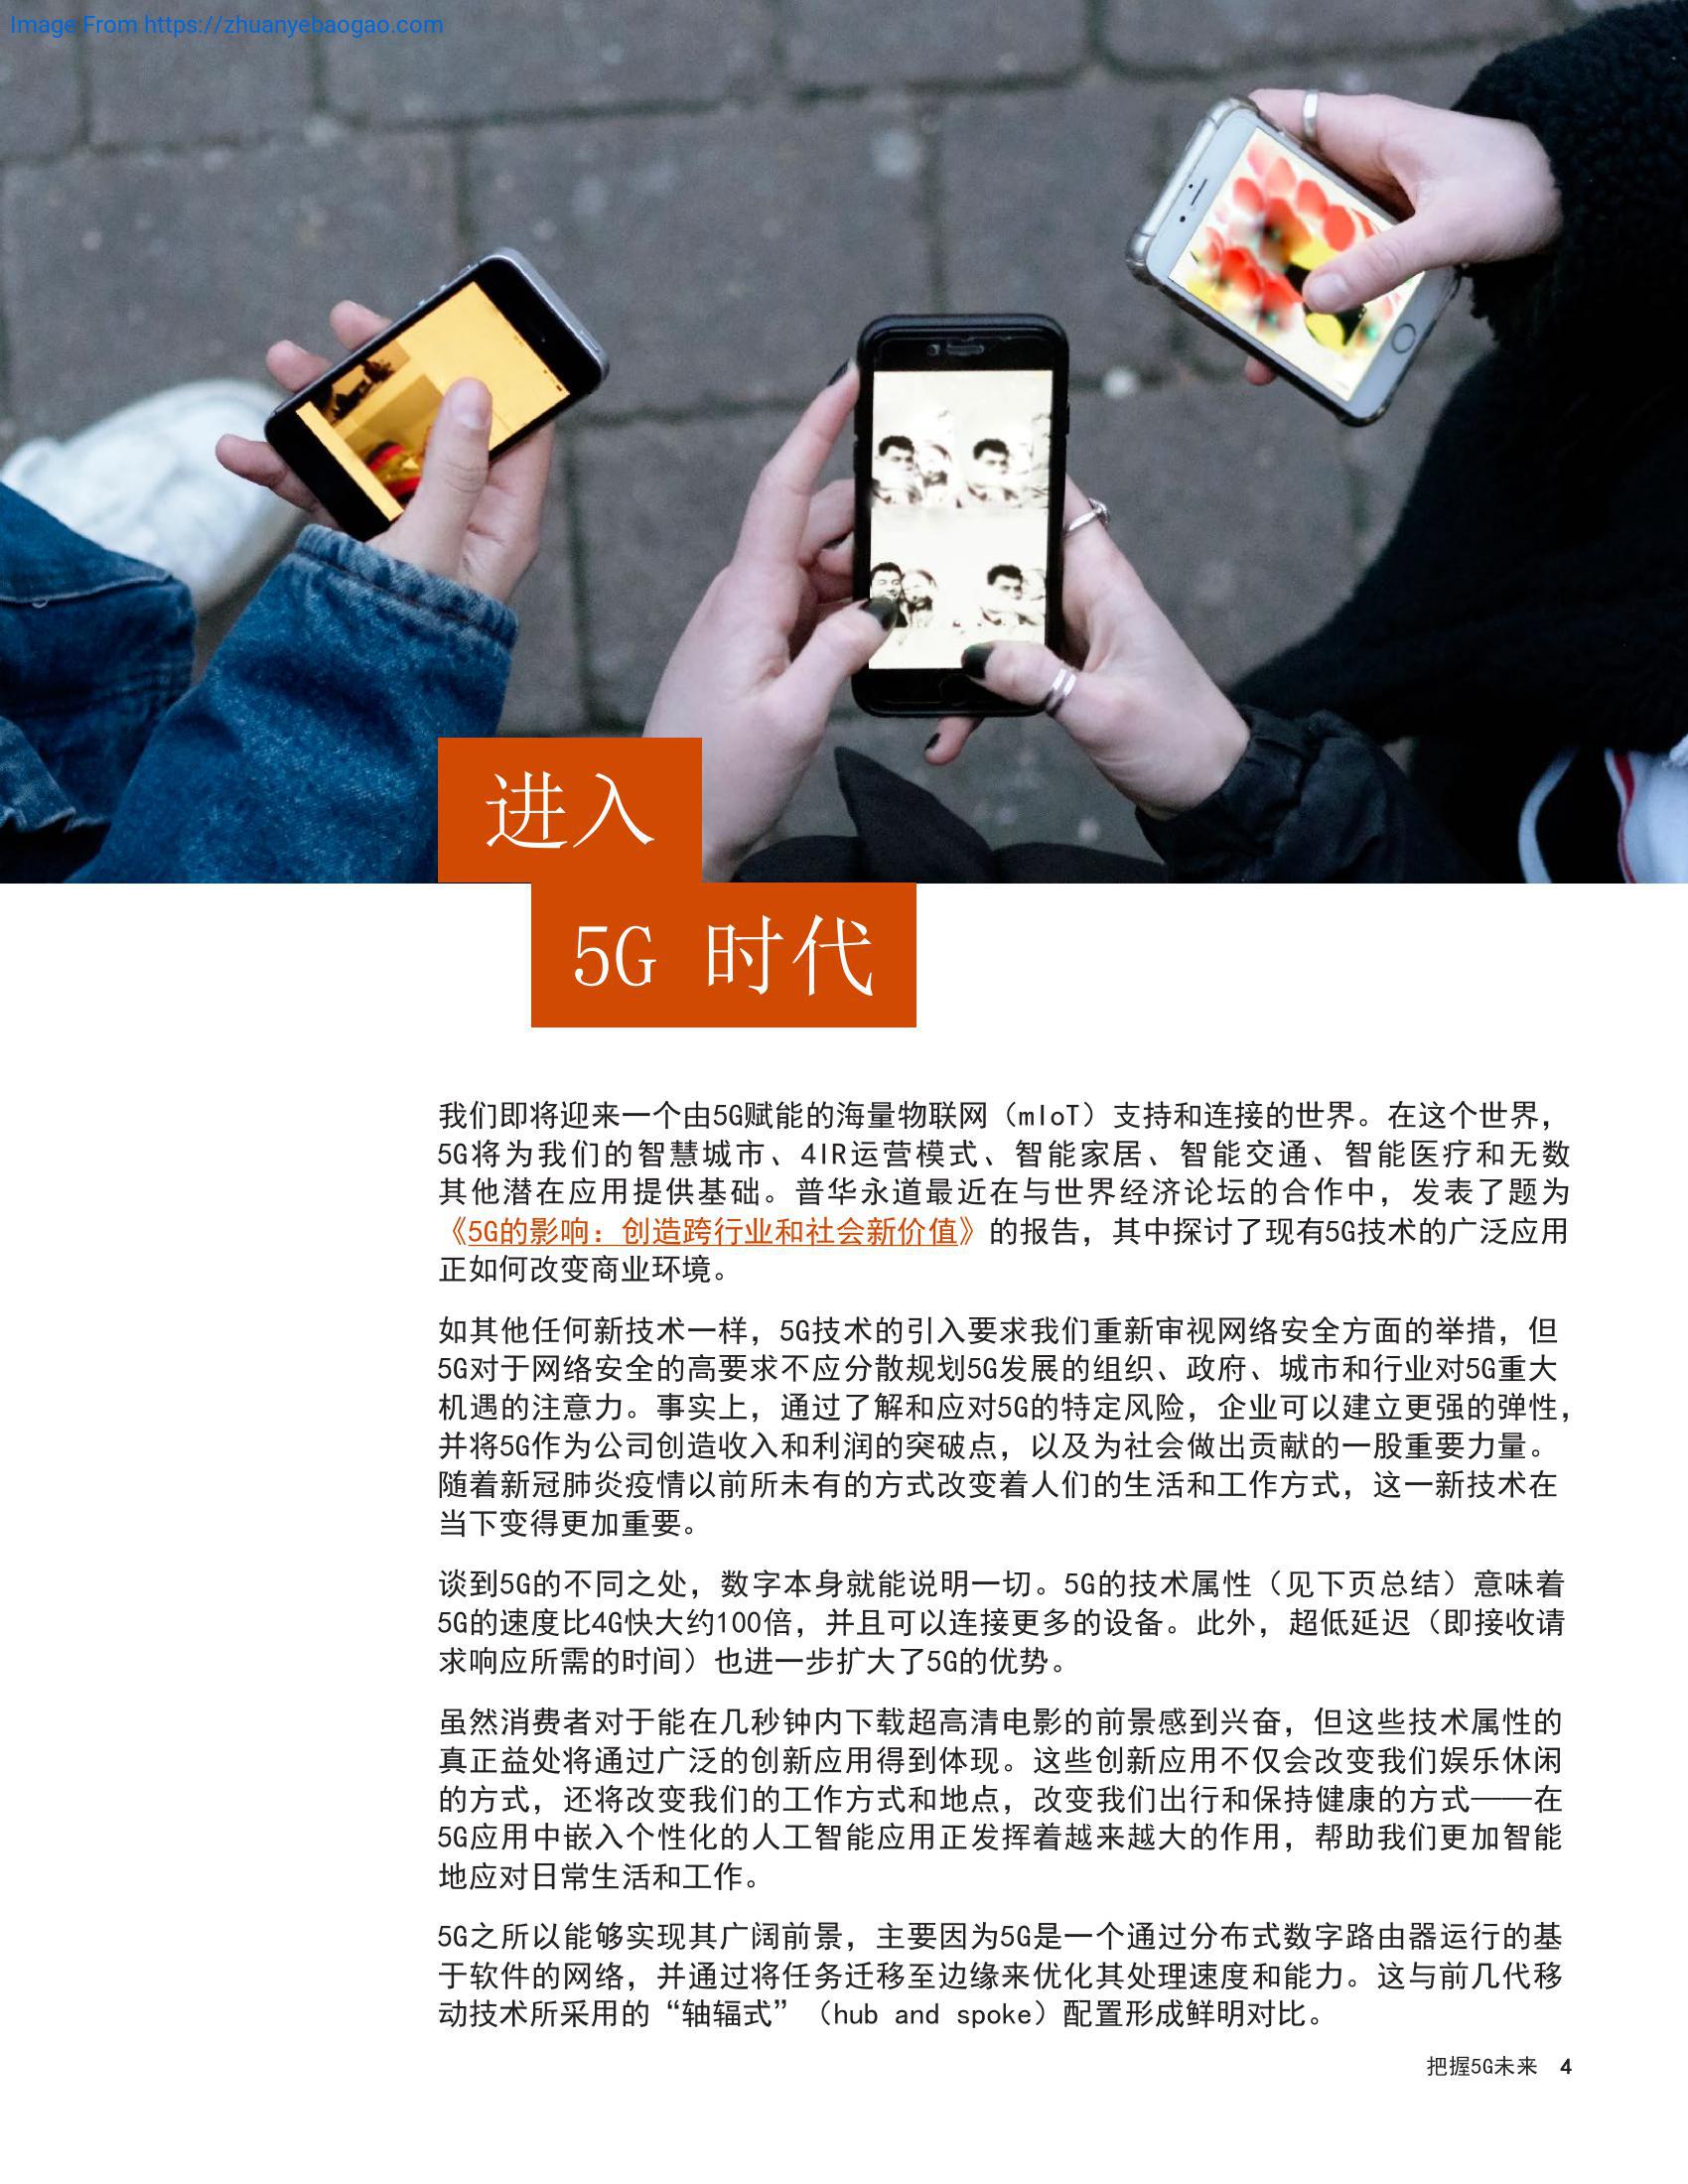 Image From https://zhuanyebaogao.com
进入
5G 时代
我们即将迎来一个由5G赋能的海量物联网（mIoT）支持和连接的世界。在这个世界，
5G将为我们的智慧城市、4IR运营模式、智能家居、智能交通、智能医疗和无数
其他潜在应用提供基础。普华永道最近在与世界经济论坛的合作中，发表了题为
《5G的影响：创造跨行业和社会新价值》的报告，其中探讨了现有5G技术的广泛应用
正如何改变商业环境。
如其他任何新技术一样，5G技术的引入要求我们重新审视网络安全方面的举措，但
5G对于网络安全的高要求不应分散规划5G发展的组织、政府、城市和行业对5G重大
机遇的注意力。事实上，通过了解和应对5G的特定风险，企业可以建立更强的弹性，
并将5G作为公司创造收入和利润的突破点，以及为社会做出贡献的一股重要力量。
随着新冠肺炎疫情以前所未有的方式改变着人们的生活和工作方式，这一新技术在
当下变得更加重要。
谈到5G的不同之处，数字本身就能说明一切。5G的技术属性（见下页总结）意味着
5G的速度比4G快大约100倍，并且可以连接更多的设备。此外，超低延迟（即接收请
求响应所需的时间）也进一步扩大了5G的优势。
虽然消费者对于能在几秒钟内下载超高清电影的前景感到兴奋，但这些技术属性的
真正益处将通过广泛的创新应用得到体现。这些创新应用不仅会改变我们娱乐休闲
的方式，还将改变我们的工作方式和地点，改变我们出行和保持健康的方式——在
5G应用中嵌入个性化的人工智能应用正发挥着越来越大的作用，帮助我们更加智能
地应对日常生活和工作。
5G之所以能够实现其广阔前景，主要因为5G是一个通过分布式数字路由器运行的基
于软件的网络，并通过将任务迁移至边缘来优化其处理速度和能力。这与前几代移
动技术所采用的“轴辐式”（hub and spoke）配置形成鲜明对比。
把握5G未来 4